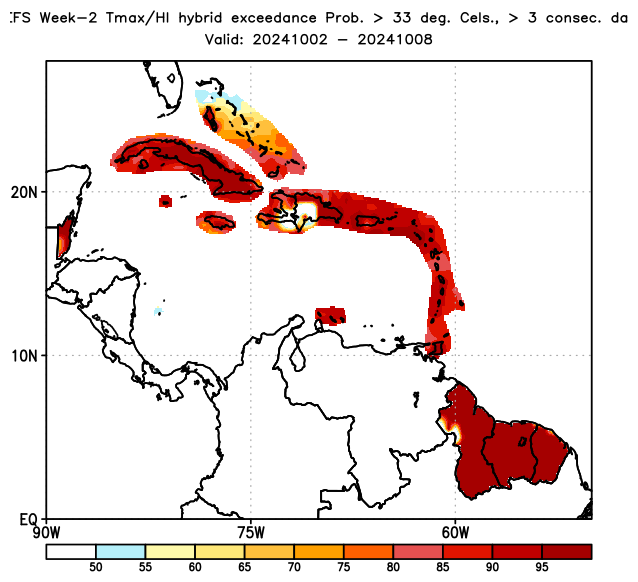 :FS Week-2 Tmax/HI hybrid exceedance Prob. > 33 deg. Cels., > 3 consec. da
Valid: 20241002 - 20241008
20N
10N
EQ
90W 75W 60W
50 55 60 65 70 75 80 85 90 95